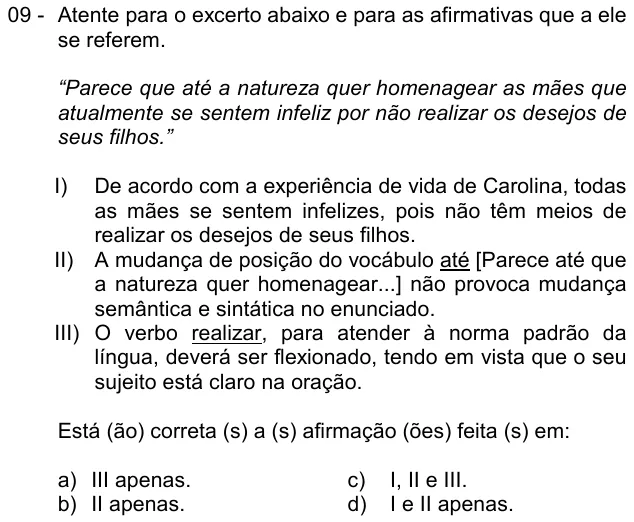 09 - Atente para o excerto abaixo e para as afirmativas que a ele
se referem.
“Parece que até a natureza quer homenagear as mães que
atualmente se sentem infeliz por não realizar os desejos de
seus filhos.”
I) De acordo com a experiência de vida de Carolina, todas
as mães se sentem infelizes, pois não têm meios de
realizar os desejos de seus filhos.
II) A mudança de posição do vocábulo até [Parece até que
a natureza quer homenagear...] não provoca mudança
semântica e sintática no enunciado.
III) O verbo realizar, para atender à norma padrão da
língua, deverá ser flexionado, tendo em vista que o seu
sujeito está claro na oração.
Está (ão) correta (s) a (s) afirmação (ões) feita (s) em:
a) III apenas. c) I, II e III.
b) II apenas. d) I e II apenas.